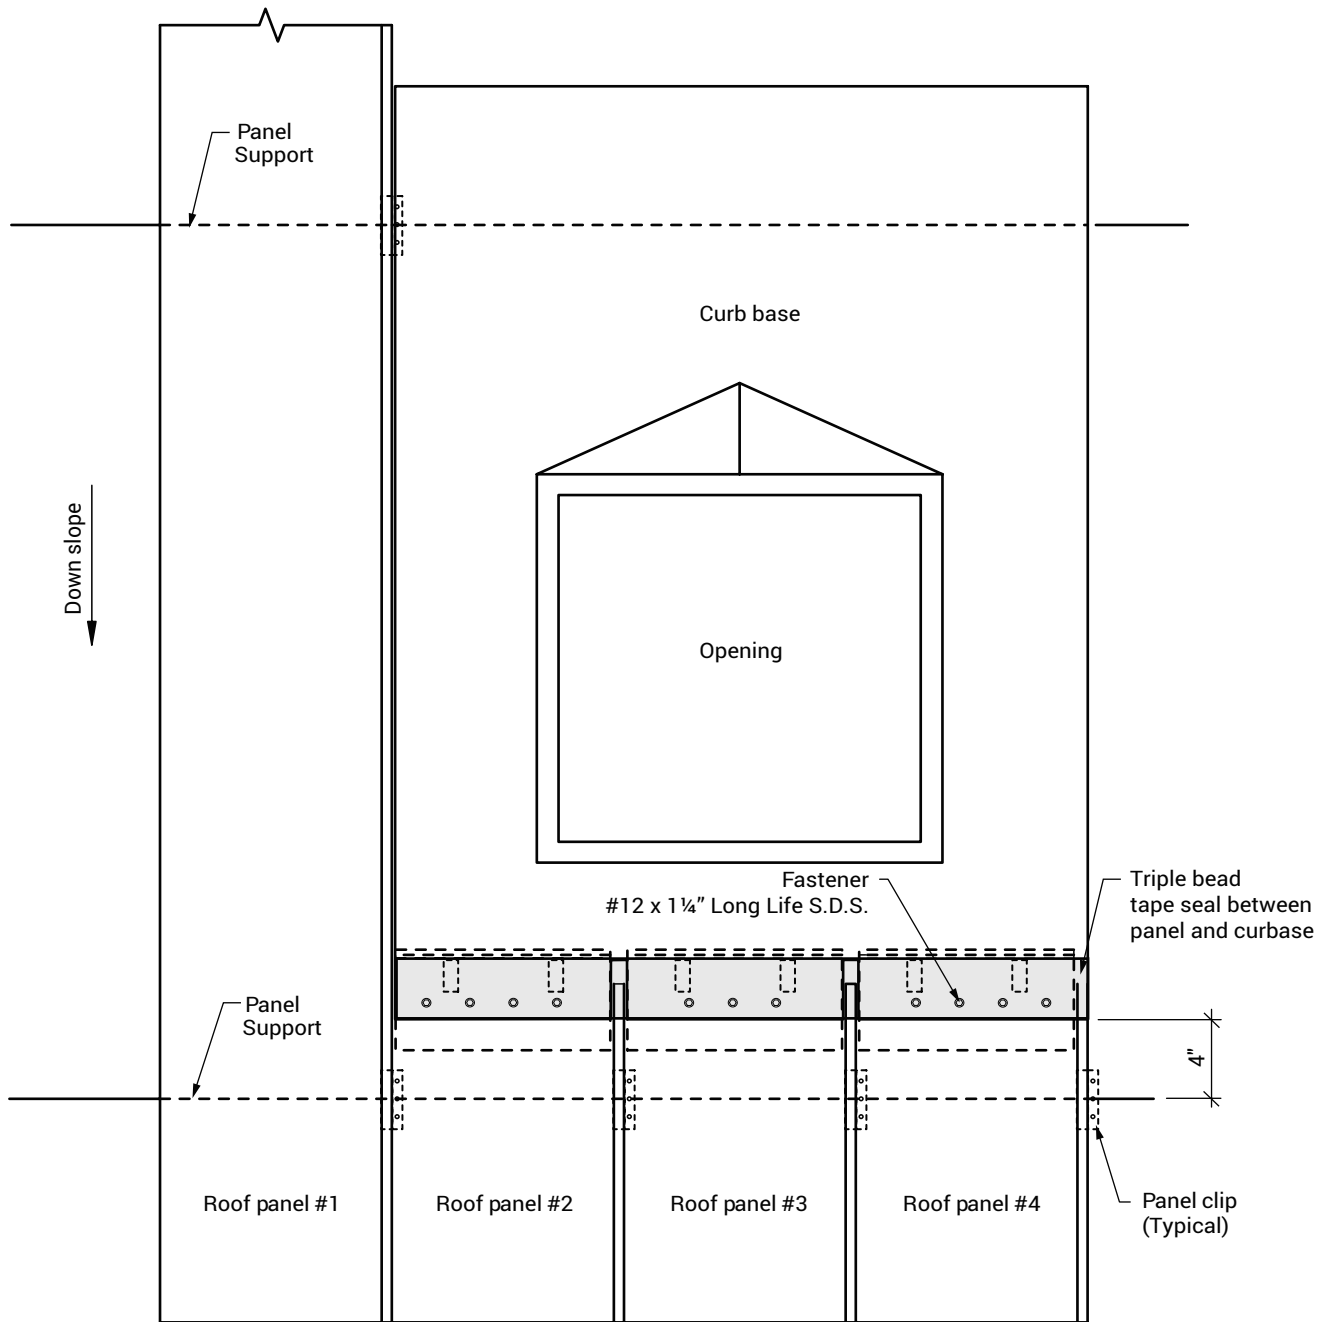 Panel
Support
Curb base
Down slope
Opening
Fastener
#12 x 1¼” Long Life S.D.S.
Triple bead
tape seal between
panel and curbase
Panel
Support
4"
Roof panel #1
Roof panel #2
Roof panel #3
Roof panel #4
Panel clip
(Typical)